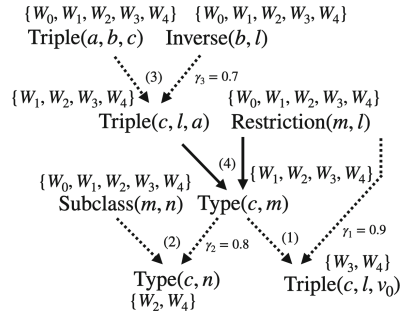 {W₀, W₁, W₂, W₃, W₄} {W₀, W₁, W₂, W₃, W₄}
Triple(a, b, c) Inverse(b, l)
(3) γ₃ = 0.7
{W₁, W₂, W₃, W₄} {W₀, W₁, W₂, W₃, W₄}
Triple(c, l, a) Restriction(m, l)
(4) {W₁, W₂, W₃, W₄}
{W₀, W₁, W₂, W₃, W₄}
Subclass(m, n) Type(c, m)
(2) γ₂ = 0.8 (1) γ₁ = 0.9
Type(c, n) {W₃, W₄}
{W₂, W₄} Triple(c, l, v₀)